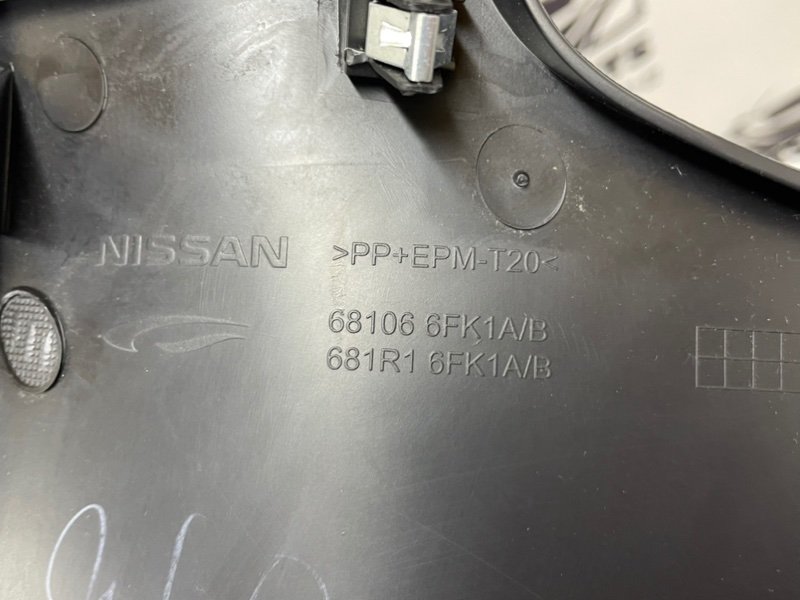 NISSAN >PP+EPM-T20<
68106 6FK1A/B
681R1 6FK1A/B